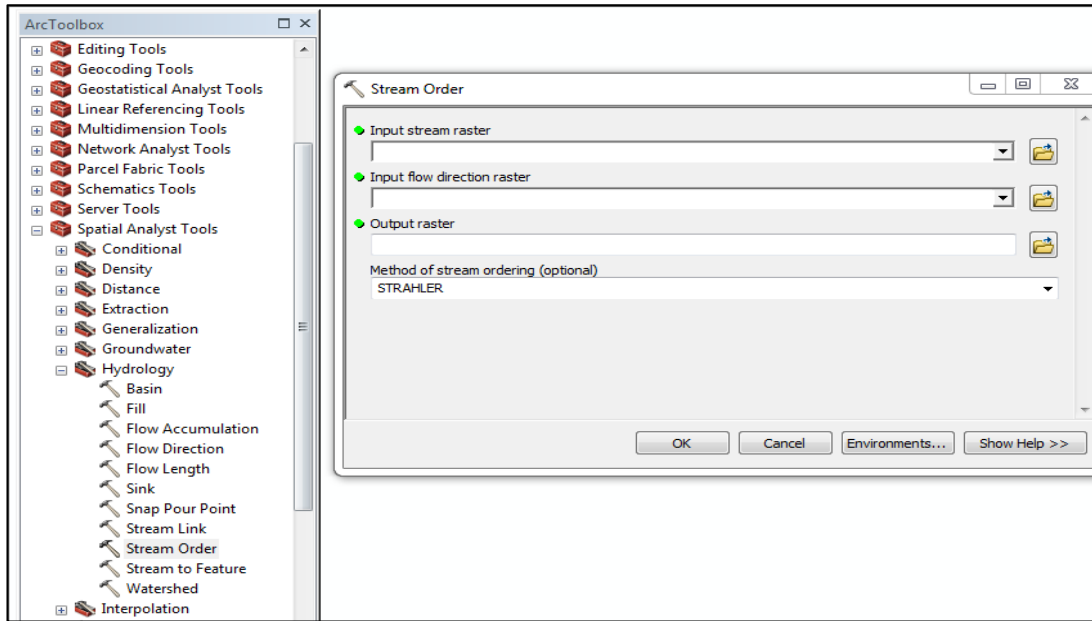 ArcToolbox
Editing Tools
Geocoding Tools
Geostatistical Analyst Tools
Linear Referencing Tools
Multidimension Tools
Network Analyst Tools
Parcel Fabric Tools
Schematics Tools
Server Tools
Spatial Analyst Tools
Conditional
Density
Distance
Extraction
Generalization
Groundwater
Hydrology
Basin
Fill
Flow Accumulation
Flow Direction
Flow Length
Sink
Snap Pour Point
Stream Link
Stream Order
Stream to Feature
Watershed
Interpolation
Stream Order
Input stream raster
Input flow direction raster
Output raster
Method of stream ordering (optional)
STRAHLER
OK Cancel Environments... Show Help >>